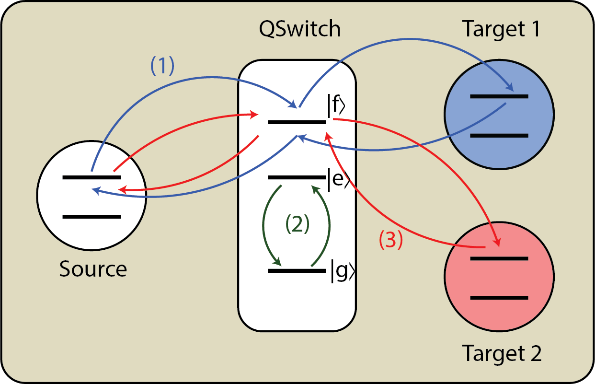 QSwitch
Target 1
(1)
|f⟩
|e⟩
(2)
(3)
Source
|g⟩
Target 2